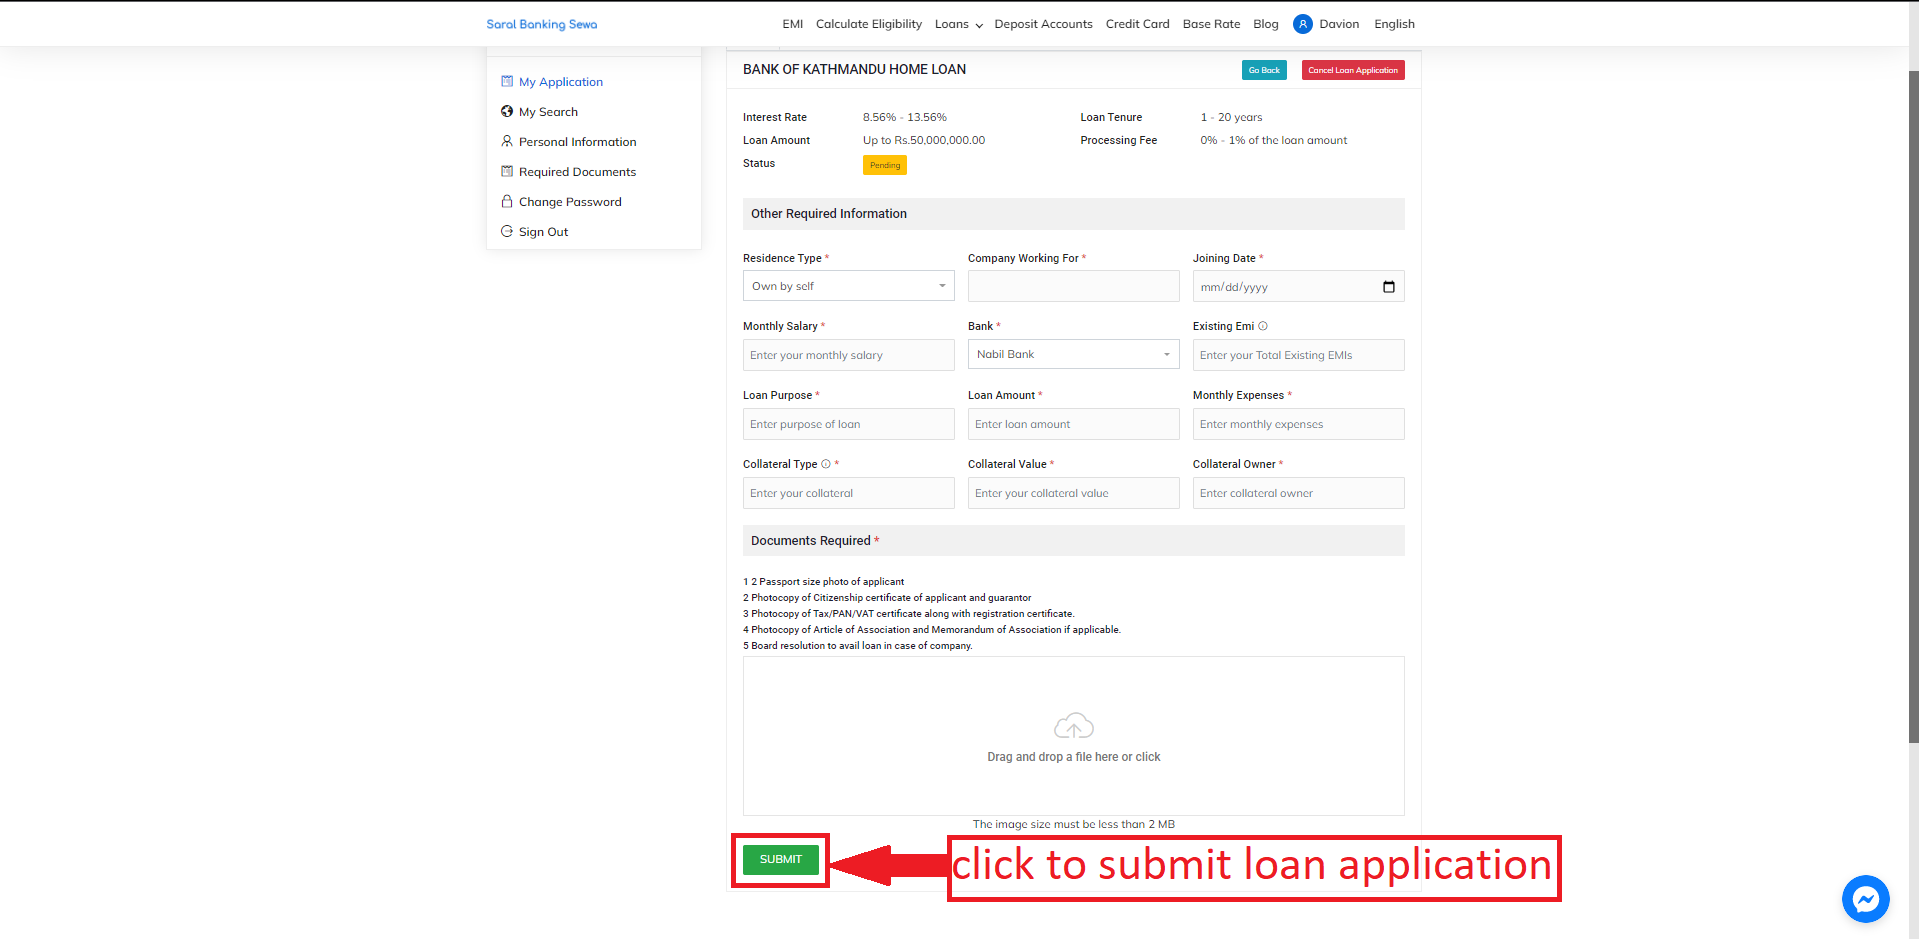 Saral Banking Sewa
EMI Calculate Eligibility Loans Deposit Accounts Credit Card Base Rate Blog Davion English
My Application
My Search
Personal Information
Required Documents
Change Password
Sign Out
BANK OF KATHMANDU HOME LOAN
Go Back Cancel Loan Application
Interest Rate 8.56% - 13.56% Loan Tenure 1 - 20 years
Loan Amount Up to Rs.50,000,000.00 Processing Fee 0% - 1% of the loan amount
Status Pending
Other Required Information
Residence Type * Company Working For * Joining Date *
Own by self mm/dd/yyyy
Monthly Salary * Bank * Existing Emi
Enter your monthly salary Nabil Bank Enter your Total Existing EMIs
Loan Purpose * Loan Amount * Monthly Expenses *
Enter purpose of loan Enter loan amount Enter monthly expenses
Collateral Type * Collateral Value * Collateral Owner *
Enter your collateral Enter your collateral value Enter collateral owner
Documents Required *
1 2 Passport size photo of applicant
2 Photocopy of Citizenship certificate of applicant and guarantor
3 Photocopy of Tax/PAN/VAT certificate along with registration certificate.
4 Photocopy of Article of Association and Memorandum of Association if applicable.
5 Board resolution to avail loan in case of company.
Drag and drop a file here or click
The image size must be less than 2 MB
SUBMIT click to submit loan application